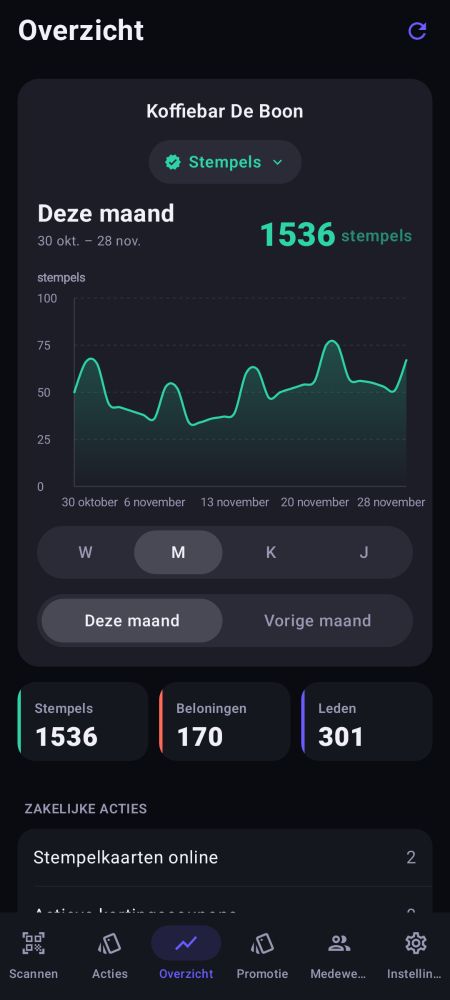 Overzicht
Koffiebar De Boon
Stempels
Deze maand
30 okt. – 28 nov.
1536 stempels
stempels
100
75
50
25
0
30 oktober 6 november 13 november 20 november 28 november
W M K J
Deze maand Vorige maand
Stempels Beloningen Leden
1536 170 301
ZAKELIJKE ACTIES
Stempelkaarten online 2
Scannen Acties Overzicht Promotie Medewe... Instellin...